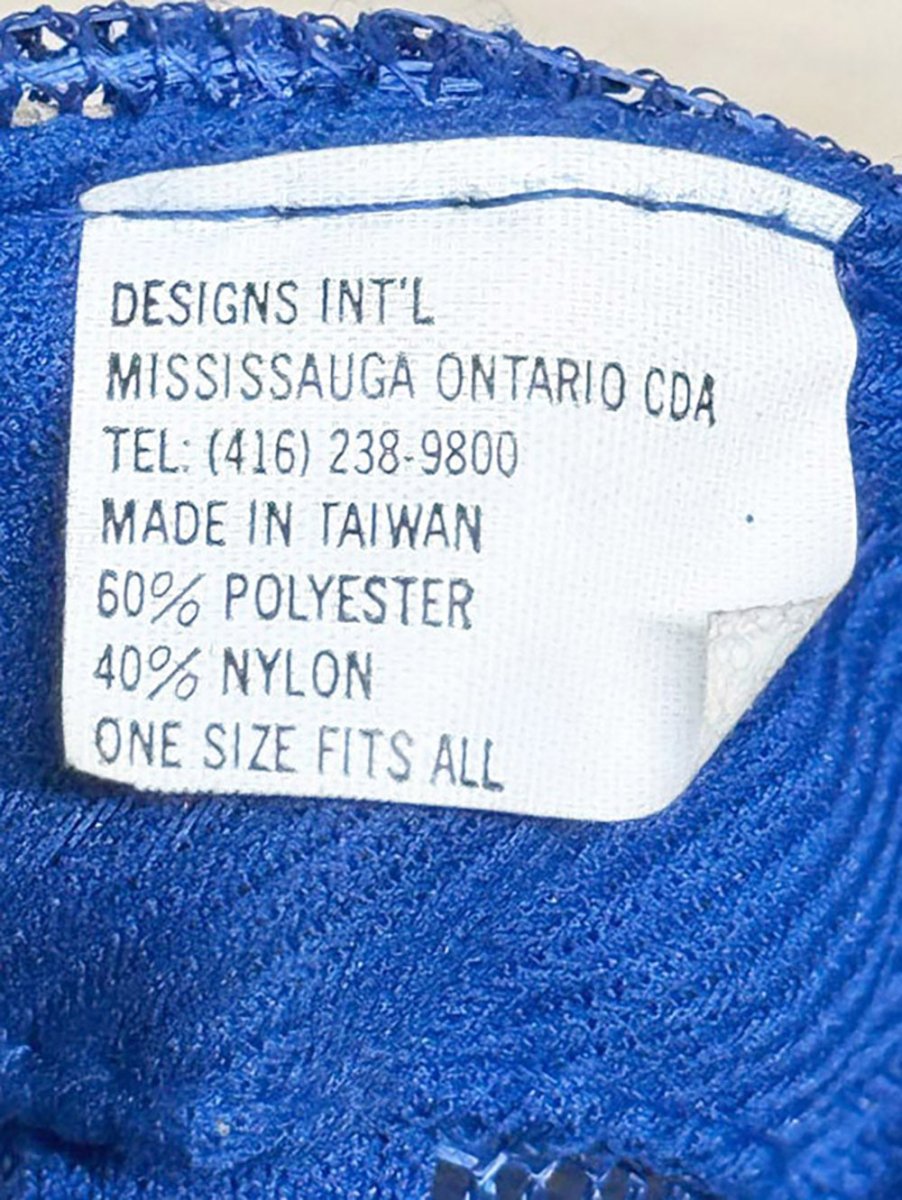 DESIGNS INT'L
MISSISSAUGA ONTARIO CDA
TEL: (416) 238-9800
MADE IN TAIWAN
60% POLYESTER
40% NYLON
ONE SIZE FITS ALL